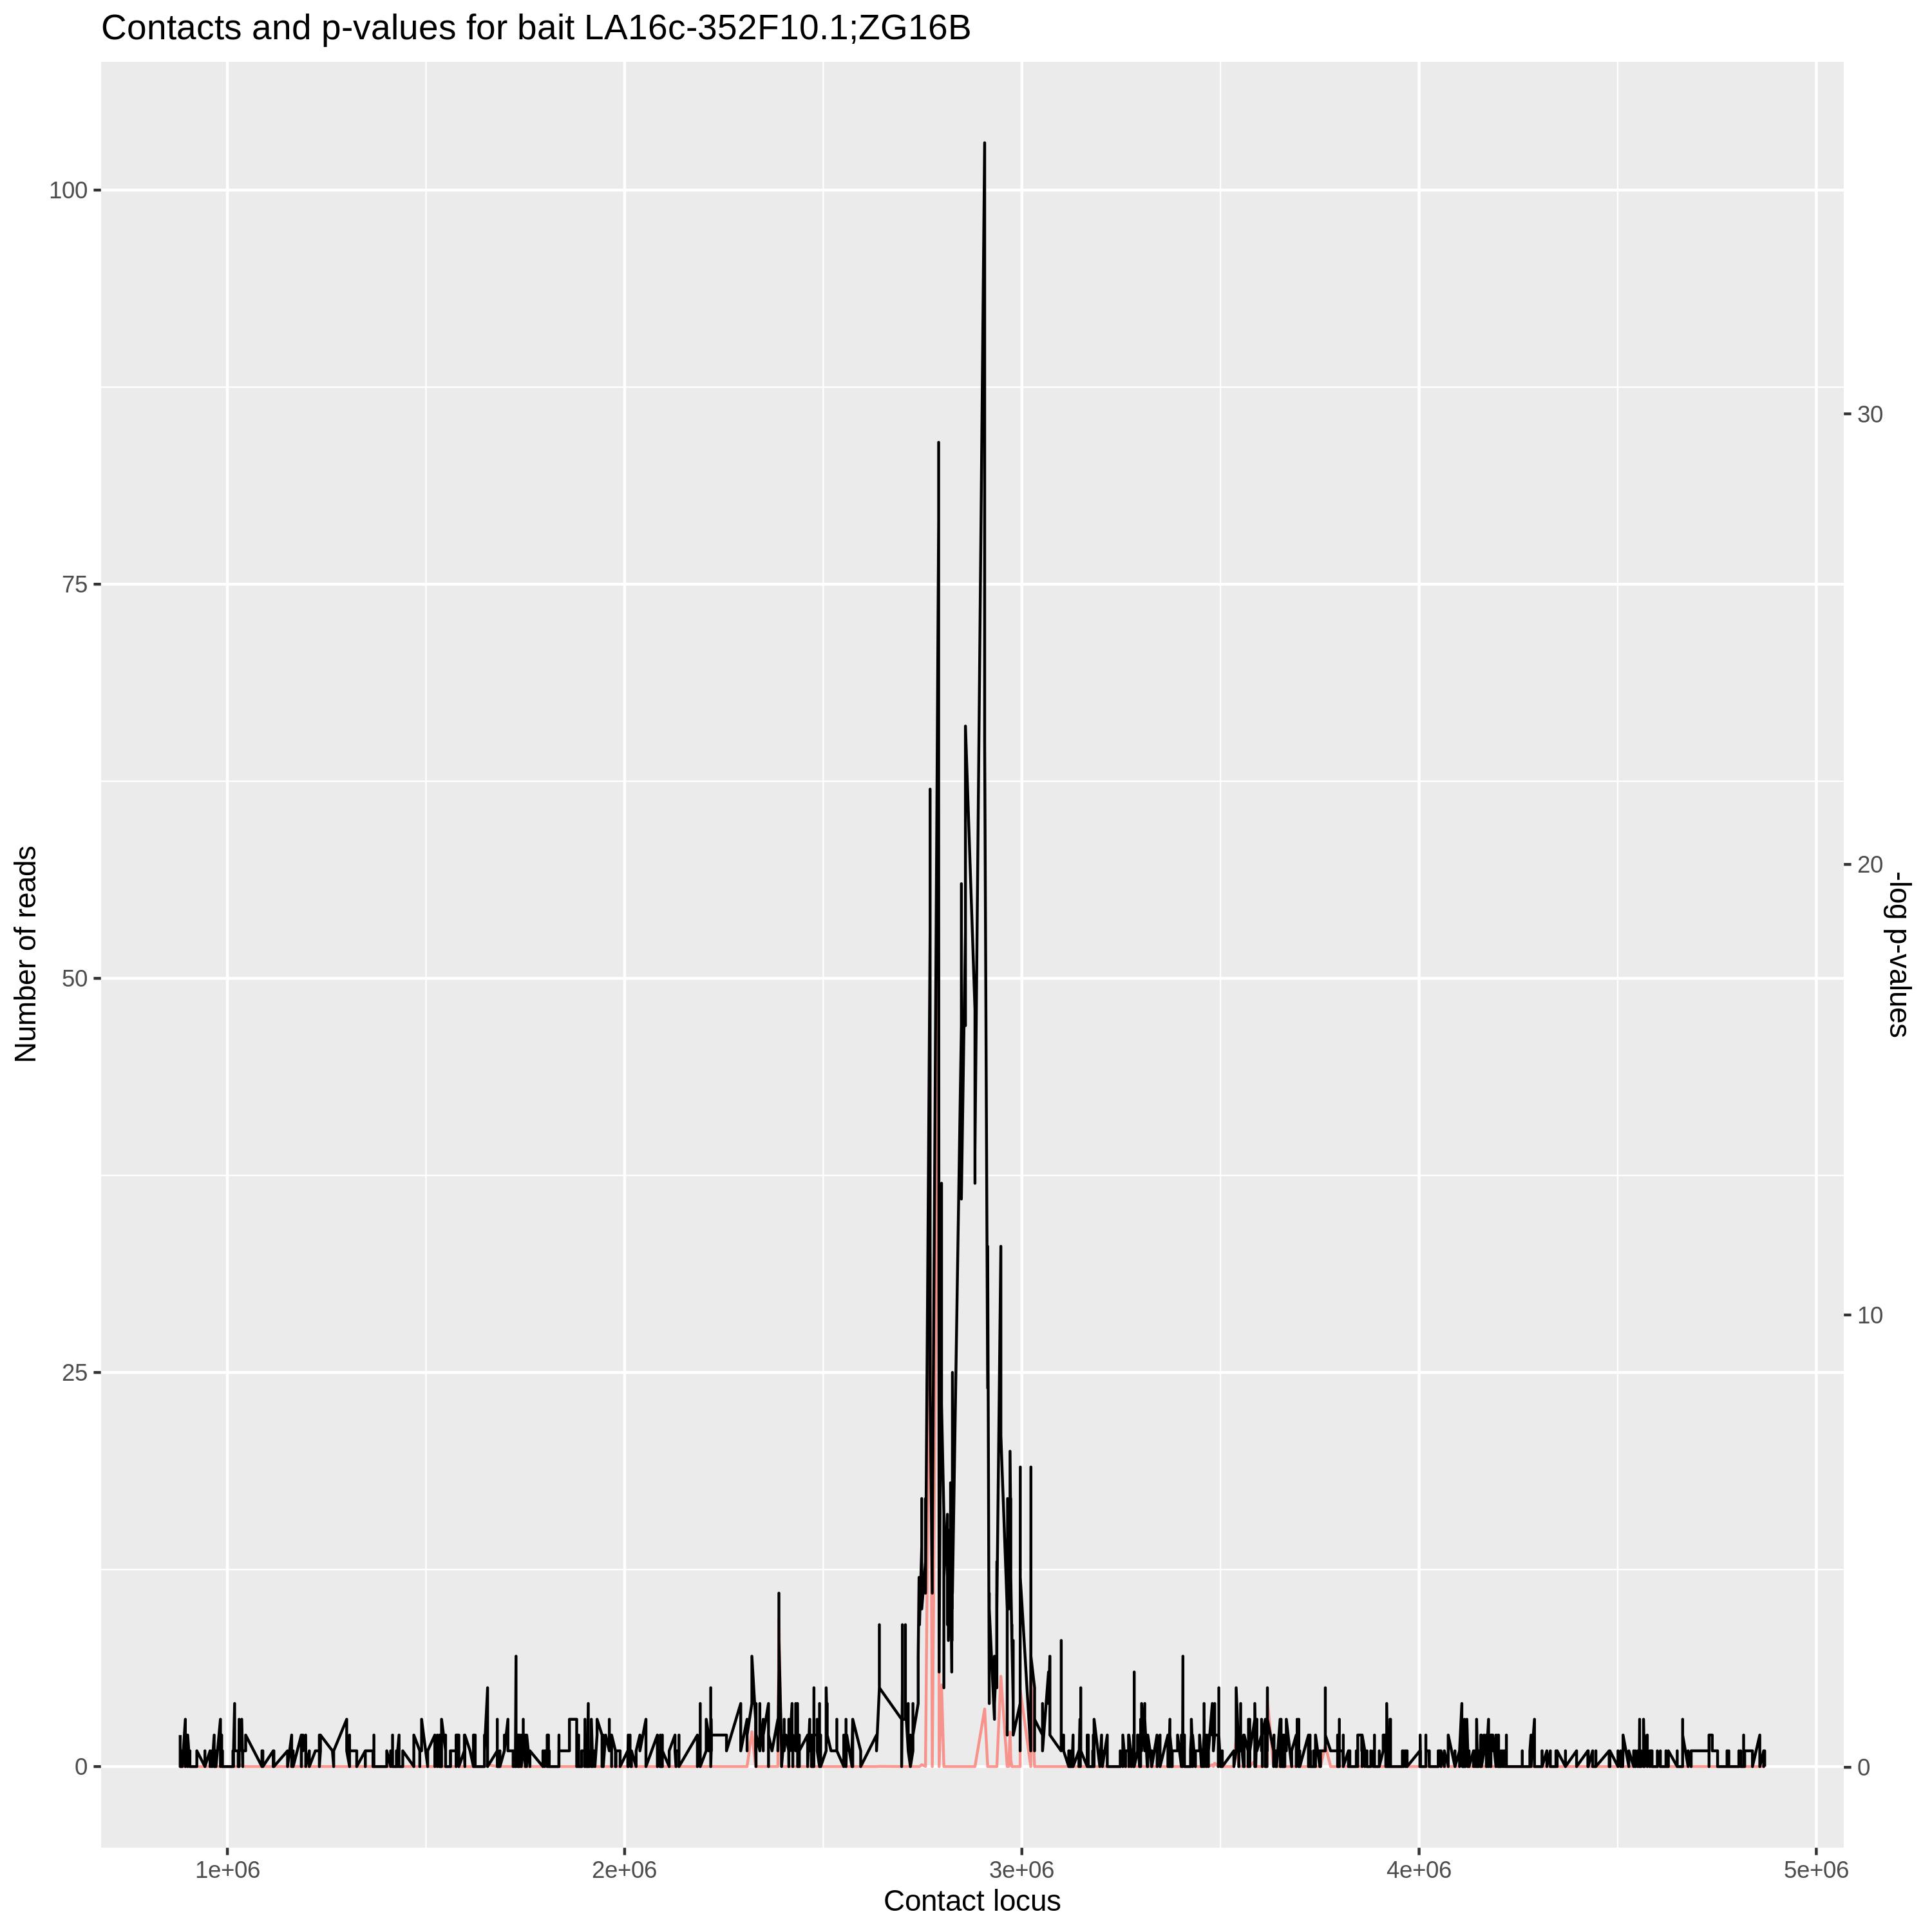 Contacts and p-values for bait LA16c-352F10.1;ZG16B
100
75
50
25
0
Number of reads
30
20
10
0
-log p-values
1e+06
2e+06
3e+06
4e+06
5e+06
Contact locus